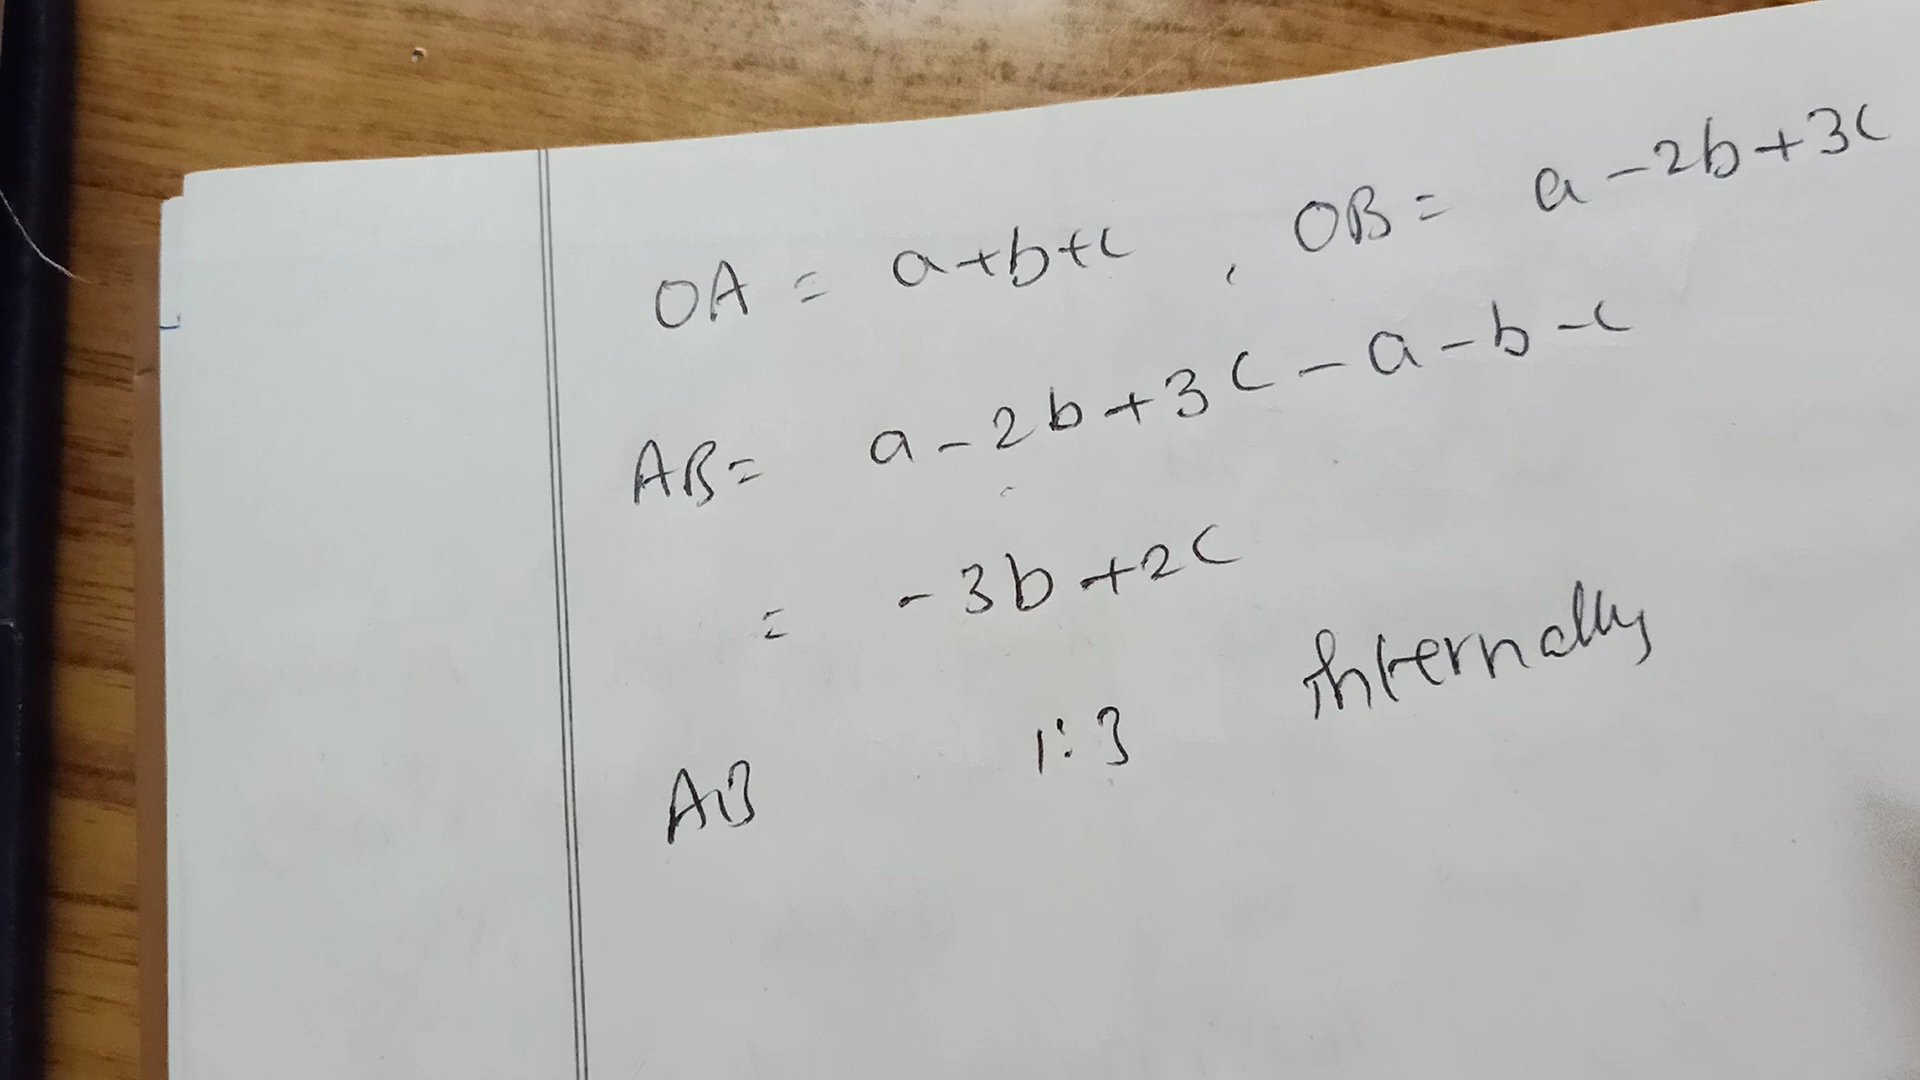 OA = a+b+c , OB = a-2b+3c
AB = a-2b+3c-a-b-c
= -3b+2c
AB 1:3 internally